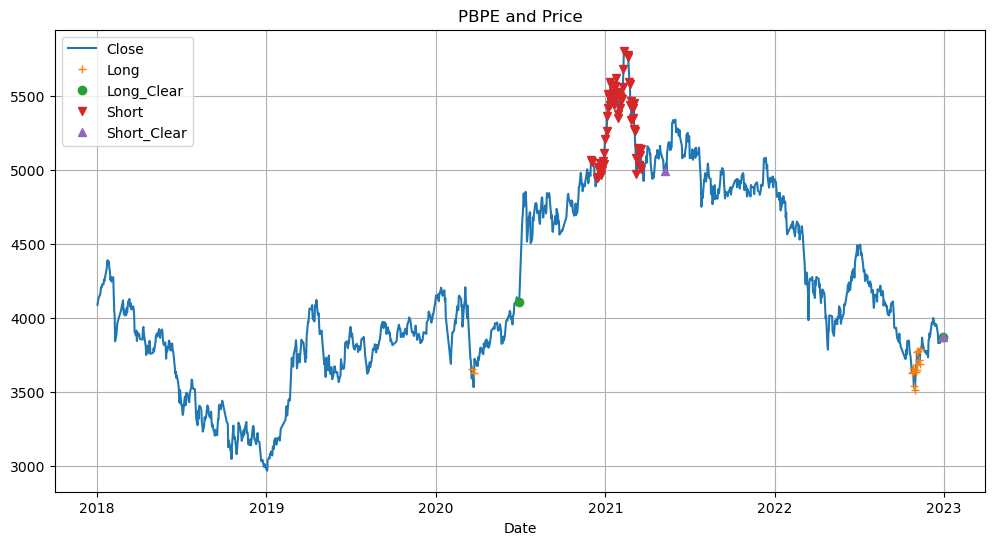 PBPE and Price
Close
Long
Long_Clear
Short
Short_Clear
5500
5000
4500
4000
3500
3000
2018 2019 2020 2021 2022 2023
Date